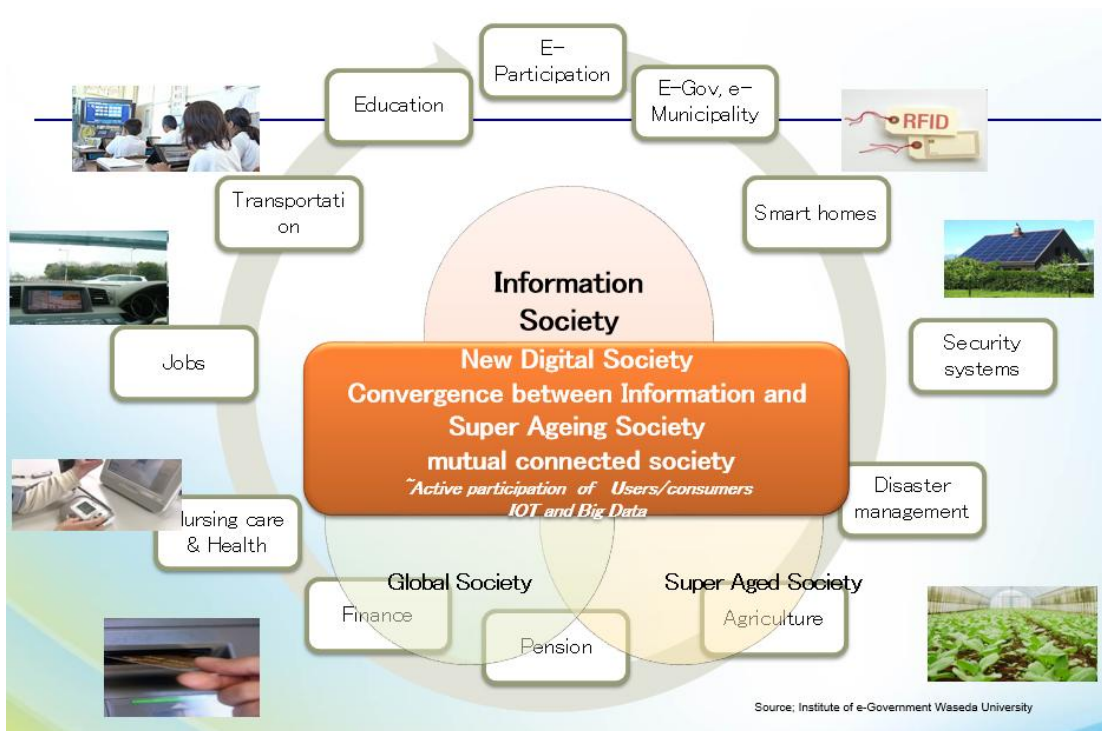 E-
Participation
E-Gov, e-
Municipality
Education
RFID
Transportati
on
Smart homes
Information
Society
Security
systems
Jobs
New Digital Society
Convergence between Information and
Super Ageing Society
mutual connected society
~Active participation of Users/consumers
IOT and Big Data
Disaster
management
lursing care
& Health
Global Society
Super Aged Society
Finance
Agriculture
Pension
Source; Institute of e-Government Waseda University